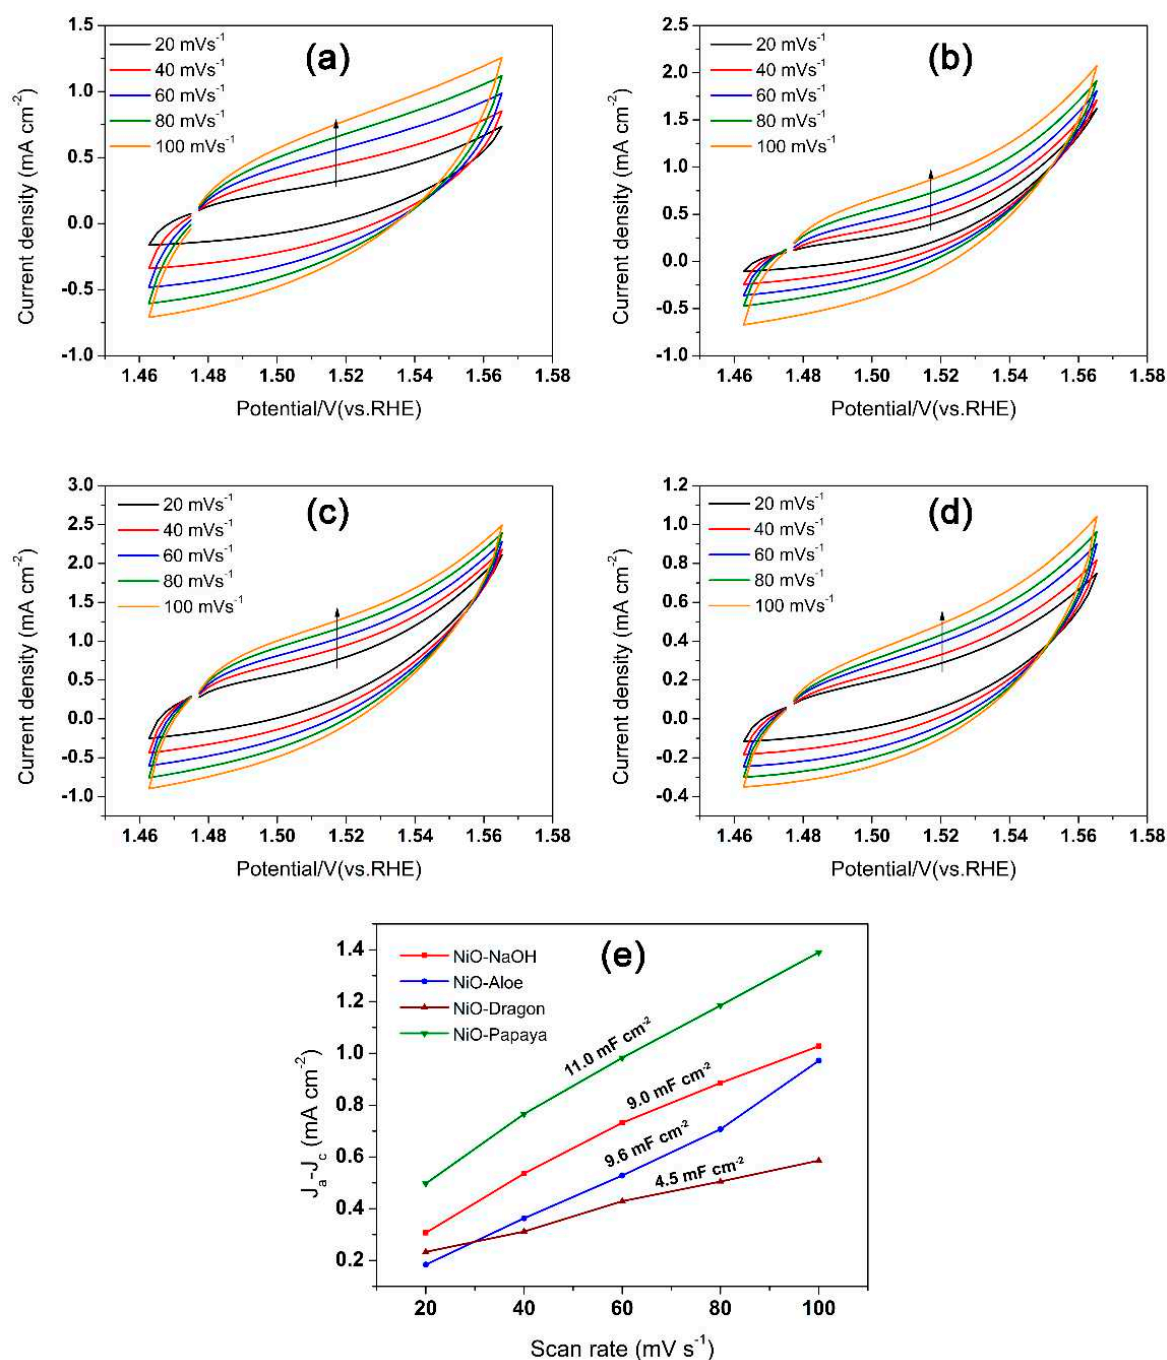 (a)
20 mVs⁻¹
40 mVs⁻¹
60 mVs⁻¹
80 mVs⁻¹
100 mVs⁻¹
1.5
1.0
0.5
0.0
-0.5
-1.0
Current density (mA cm⁻²)
1.46 1.48 1.50 1.52 1.54 1.56 1.58
Potential/V(vs.RHE)
(b)
20 mVs⁻¹
40 mVs⁻¹
60 mVs⁻¹
80 mVs⁻¹
100 mVs⁻¹
2.5
2.0
1.5
1.0
0.5
0.0
-0.5
-1.0
Current density (mA cm⁻²)
1.46 1.48 1.50 1.52 1.54 1.56 1.58
Potential/V(vs.RHE)
(c)
20 mVs⁻¹
40 mVs⁻¹
60 mVs⁻¹
80 mVs⁻¹
100 mVs⁻¹
3.0
2.5
2.0
1.5
1.0
0.5
0.0
-0.5
-1.0
Current density (mA cm⁻²)
1.46 1.48 1.50 1.52 1.54 1.56 1.58
Potential/V(vs.RHE)
(d)
20 mVs⁻¹
40 mVs⁻¹
60 mVs⁻¹
80 mVs⁻¹
100 mVs⁻¹
1.2
1.0
0.8
0.6
0.4
0.2
0.0
-0.2
-0.4
Current density (mA cm⁻²)
1.46 1.48 1.50 1.52 1.54 1.56 1.58
Potential/V(vs.RHE)
(e)
NiO-NaOH
NiO-Aloe
NiO-Dragon
NiO-Papaya
11.0 mF cm⁻²
9.0 mF cm⁻²
9.6 mF cm⁻²
4.5 mF cm⁻²
1.4
1.2
1.0
0.8
0.6
0.4
0.2
Jₐ-J꜀ (mA cm⁻²)
20 40 60 80 100
Scan rate (mV s⁻¹)